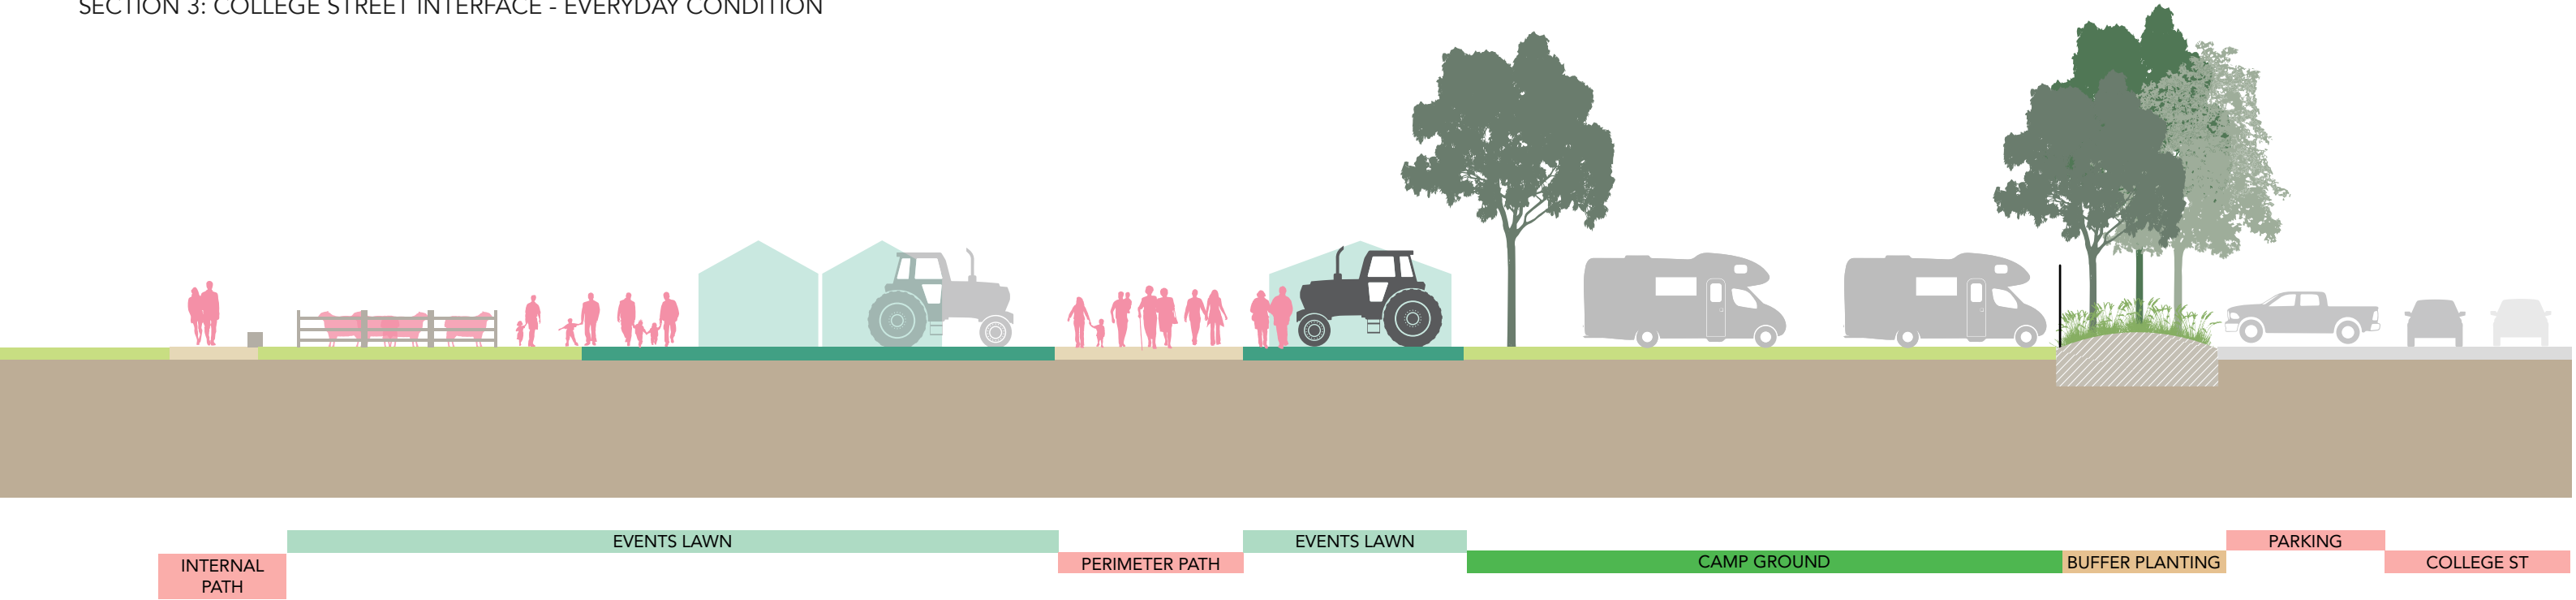 SECTION 3: COLLEGE STREET INTERFACE - EVERYDAY CONDITION
EVENTS LAWN
EVENTS LAWN
PARKING
INTERNAL
PATH
PERIMETER PATH
CAMP GROUND
BUFFER PLANTING
COLLEGE ST